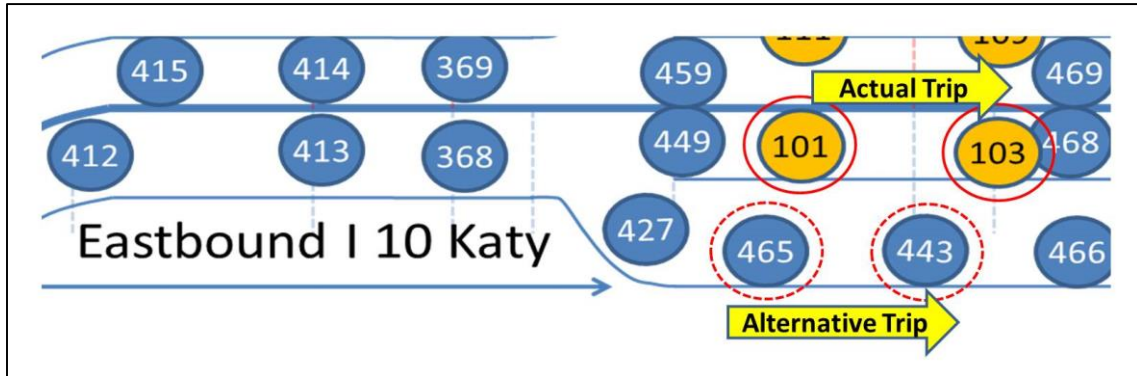 415 414 369 459 469
Actual Trip
412 413 368 449 101 103 468
Eastbound I 10 Katy
427 465 443 466
Alternative Trip